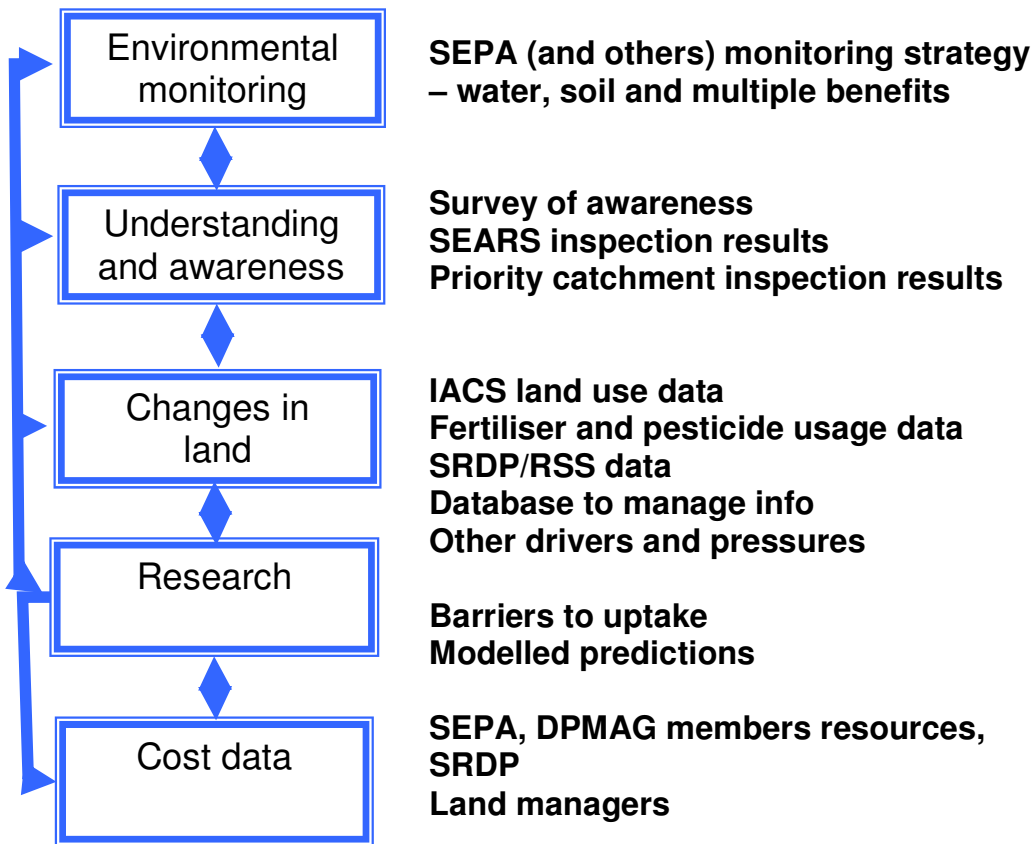 Environmental
monitoring
SEPA (and others) monitoring strategy
– water, soil and multiple benefits
Understanding
and awareness
Survey of awareness
SEARS inspection results
Priority catchment inspection results
Changes in
land
IACS land use data
Fertiliser and pesticide usage data
SRDP/RSS data
Database to manage info
Other drivers and pressures
Research
Barriers to uptake
Modelled predictions
Cost data
SEPA, DPMAG members resources,
SRDP
Land managers